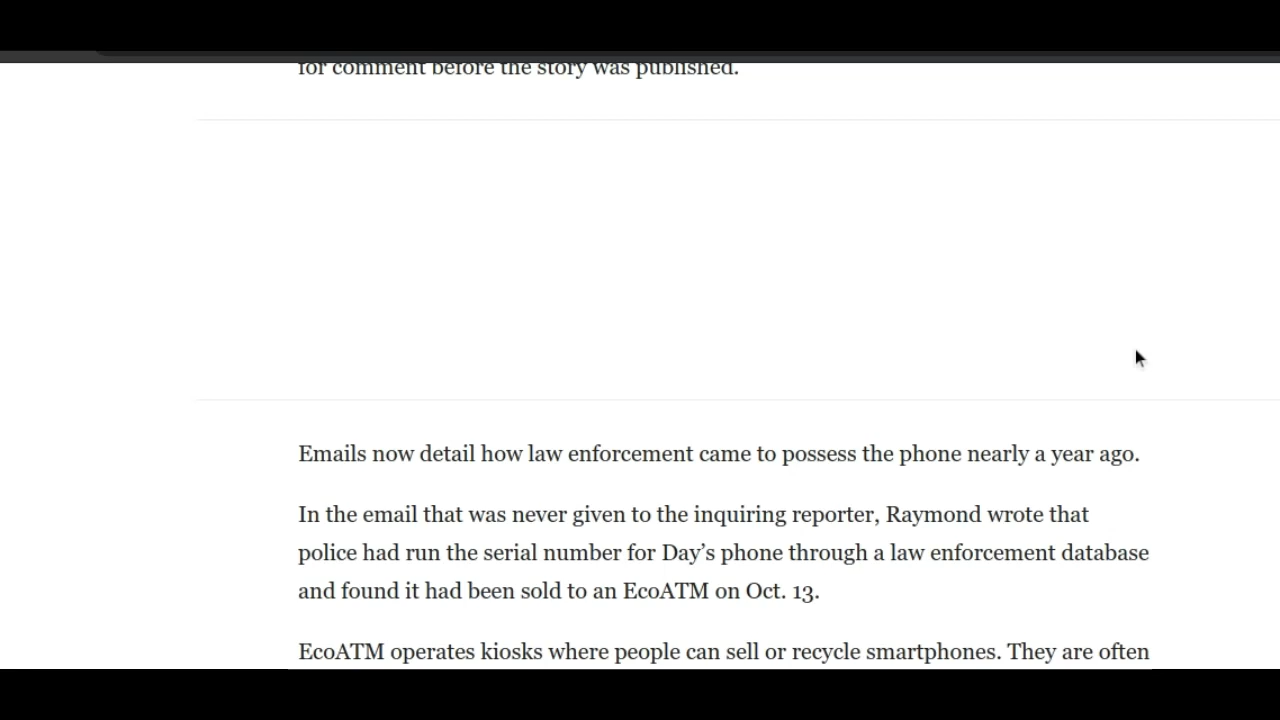 for comment before the story was published.
Emails now detail how law enforcement came to possess the phone nearly a year ago.
In the email that was never given to the inquiring reporter, Raymond wrote that
police had run the serial number for Day’s phone through a law enforcement database
and found it had been sold to an EcoATM on Oct. 13.
EcoATM operates kiosks where people can sell or recycle smartphones. They are often